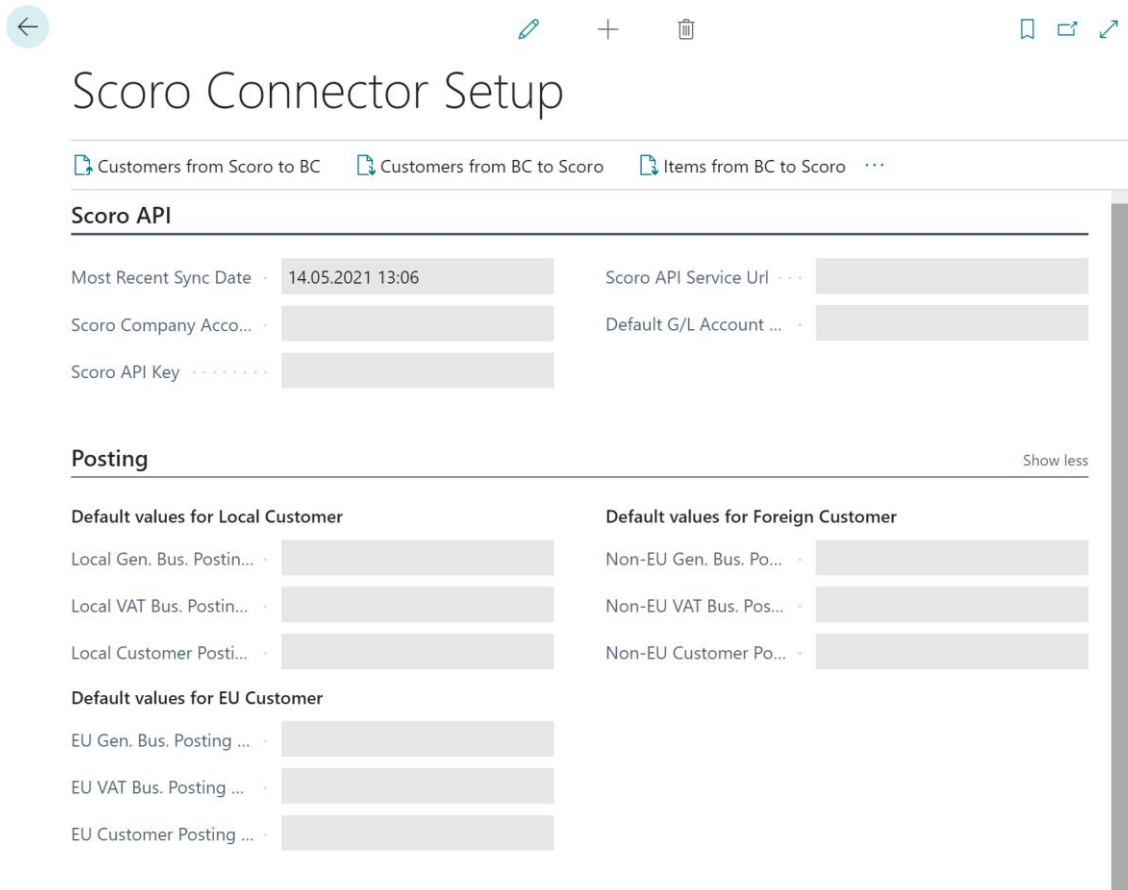 Scoro Connector Setup
Customers from Scoro to BC Customers from BC to Scoro Items from BC to Scoro ...
Scoro API
Most Recent Sync Date 14.05.2021 13:06
Scoro API Service Url
Scoro Company Acco...
Default G/L Account ...
Scoro API Key
Posting
Show less
Default values for Local Customer
Local Gen. Bus. Postin...
Local VAT Bus. Postin...
Local Customer Posti...
Default values for EU Customer
EU Gen. Bus. Posting ...
EU VAT Bus. Posting ...
EU Customer Posting ...
Default values for Foreign Customer
Non-EU Gen. Bus. Po...
Non-EU VAT Bus. Pos...
Non-EU Customer Po...